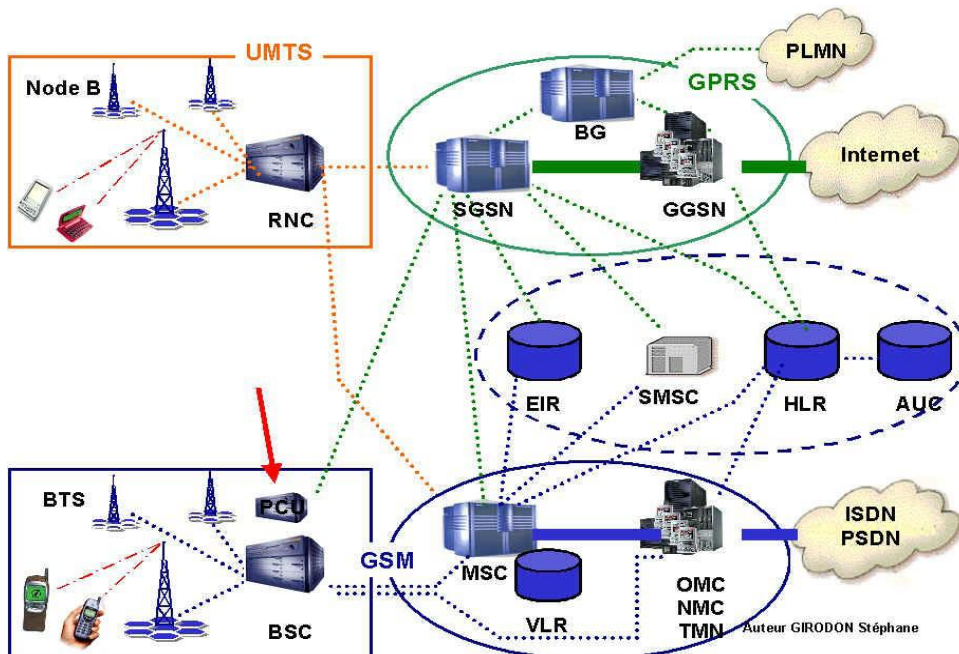 UMTS
PLMN
Node B
GPRS
BG
Internet
RNC
SGSN
GGSN
EIR
SMSC
HLR
AUC
BTS
PCU
ISDN
PSDN
GSM
MSC
BSC
VLR
OMC
NMC
TMN
Auteur GIRODON Stéphane